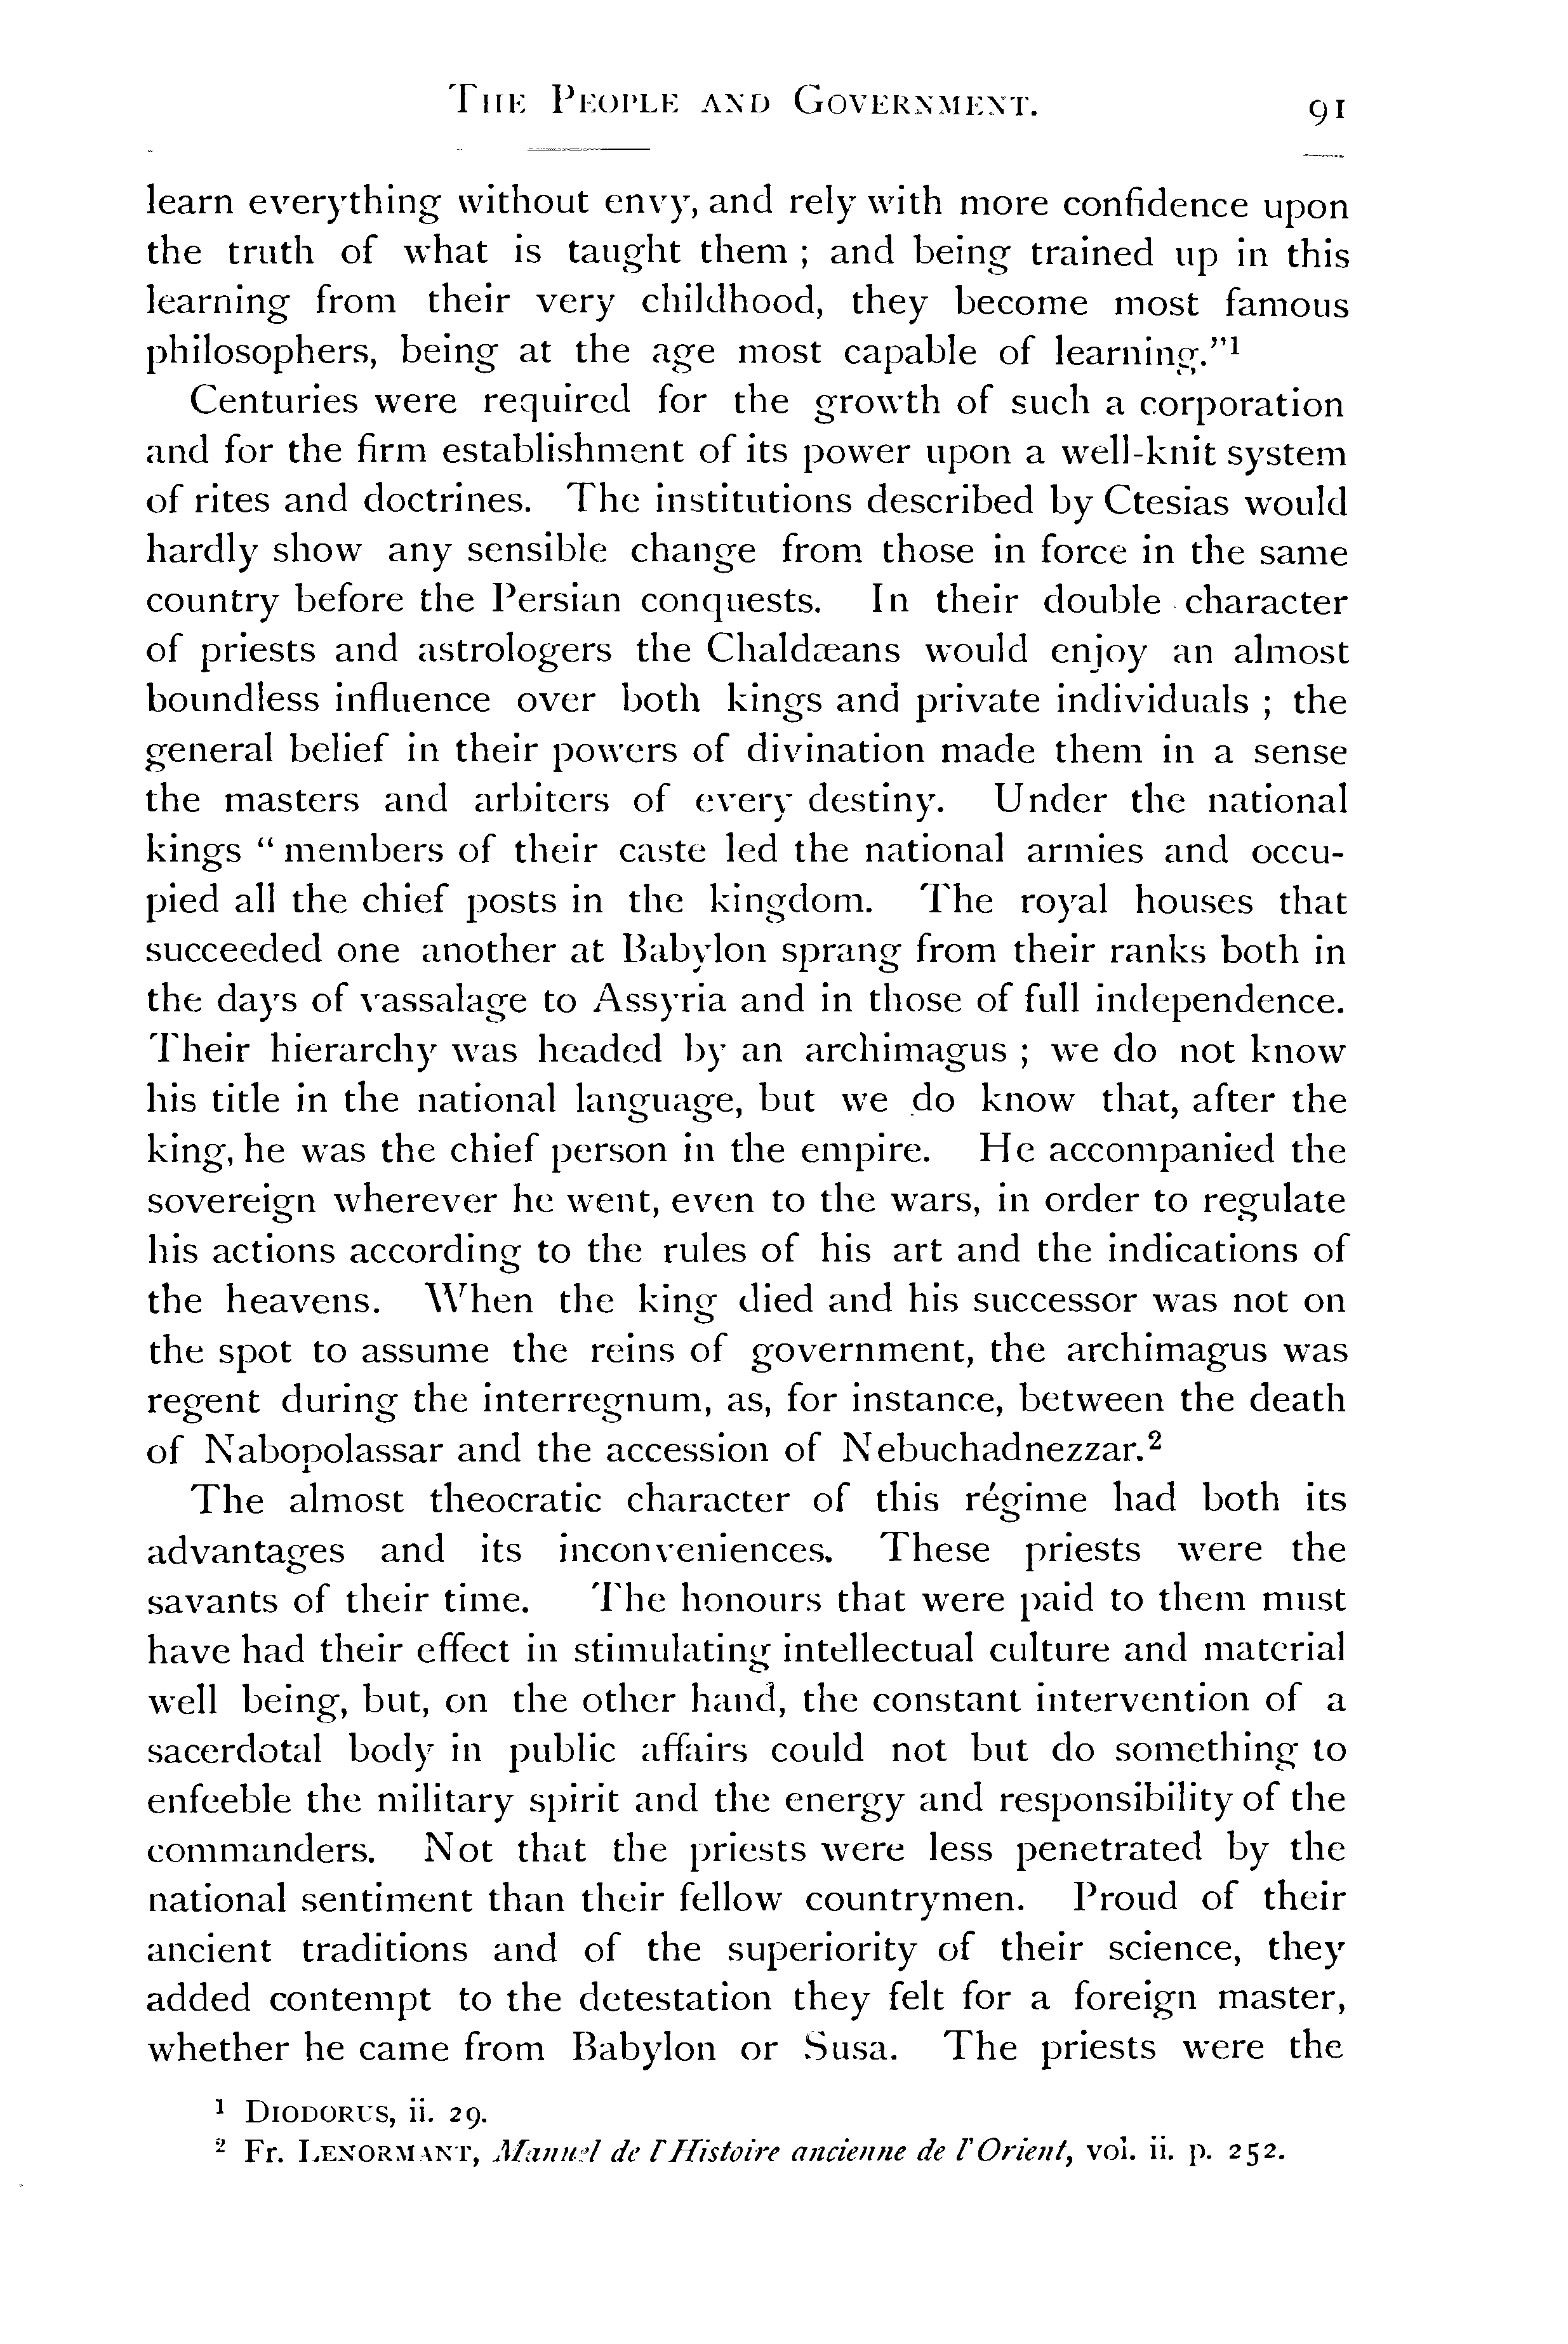 THE PEOPLE AND GOVERNMENT. 91
learn everything without envy, and rely with more confidence upon
the truth of what is taught them ; and being trained up in this
learning from their very childhood, they become most famous
philosophers, being at the age most capable of learning."¹
Centuries were required for the growth of such a corporation
and for the firm establishment of its power upon a well-knit system
of rites and doctrines. The institutions described by Ctesias would
hardly show any sensible change from those in force in the same
country before the Persian conquests. In their double character
of priests and astrologers the Chaldæans would enjoy an almost
boundless influence over both kings and private individuals ; the
general belief in their powers of divination made them in a sense
the masters and arbiters of every destiny. Under the national
kings " members of their caste led the national armies and occu-
pied all the chief posts in the kingdom. The royal houses that
succeeded one another at Babylon sprang from their ranks both in
the days of vassalage to Assyria and in those of full independence.
Their hierarchy was headed by an archimagus ; we do not know
his title in the national language, but we do know that, after the
king, he was the chief person in the empire. He accompanied the
sovereign wherever he went, even to the wars, in order to regulate
his actions according to the rules of his art and the indications of
the heavens. When the king died and his successor was not on
the spot to assume the reins of government, the archimagus was
regent during the interregnum, as, for instance, between the death
of Nabopolassar and the accession of Nebuchadnezzar.²
The almost theocratic character of this régime had both its
advantages and its inconveniences. These priests were the
savants of their time. The honours that were paid to them must
have had their effect in stimulating intellectual culture and material
well being, but, on the other hand, the constant intervention of a
sacerdotal body in public affairs could not but do something to
enfeeble the military spirit and the energy and responsibility of the
commanders. Not that the priests were less penetrated by the
national sentiment than their fellow countrymen. Proud of their
ancient traditions and of the superiority of their science, they
added contempt to the detestation they felt for a foreign master,
whether he came from Babylon or Susa. The priests were the
¹ DIODORUS, ii. 29.
² Fr. LENORMANT, Manuel de l'Histoire ancienne de l'Orient, vol. ii. p. 252.